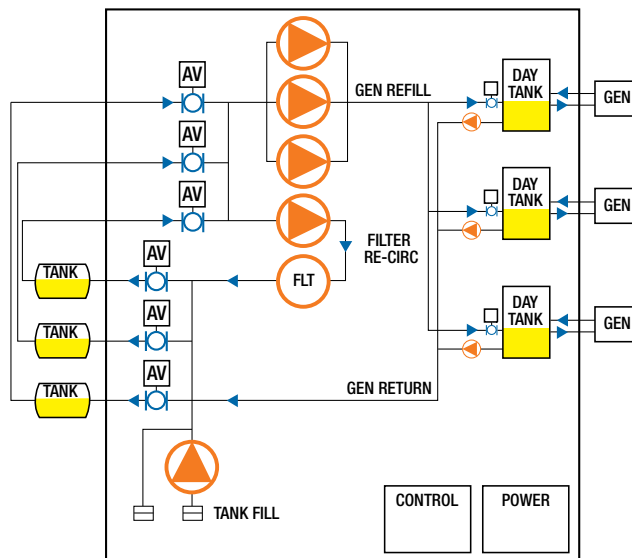 AV
GEN REFILL
DAY
TANK
GEN
AV
AV
DAY
TANK
GEN
FILTER
RE-CIRC
TANK
AV
FLT
DAY
TANK
GEN
TANK
AV
TANK
AV
GEN RETURN
TANK FILL
CONTROL
POWER